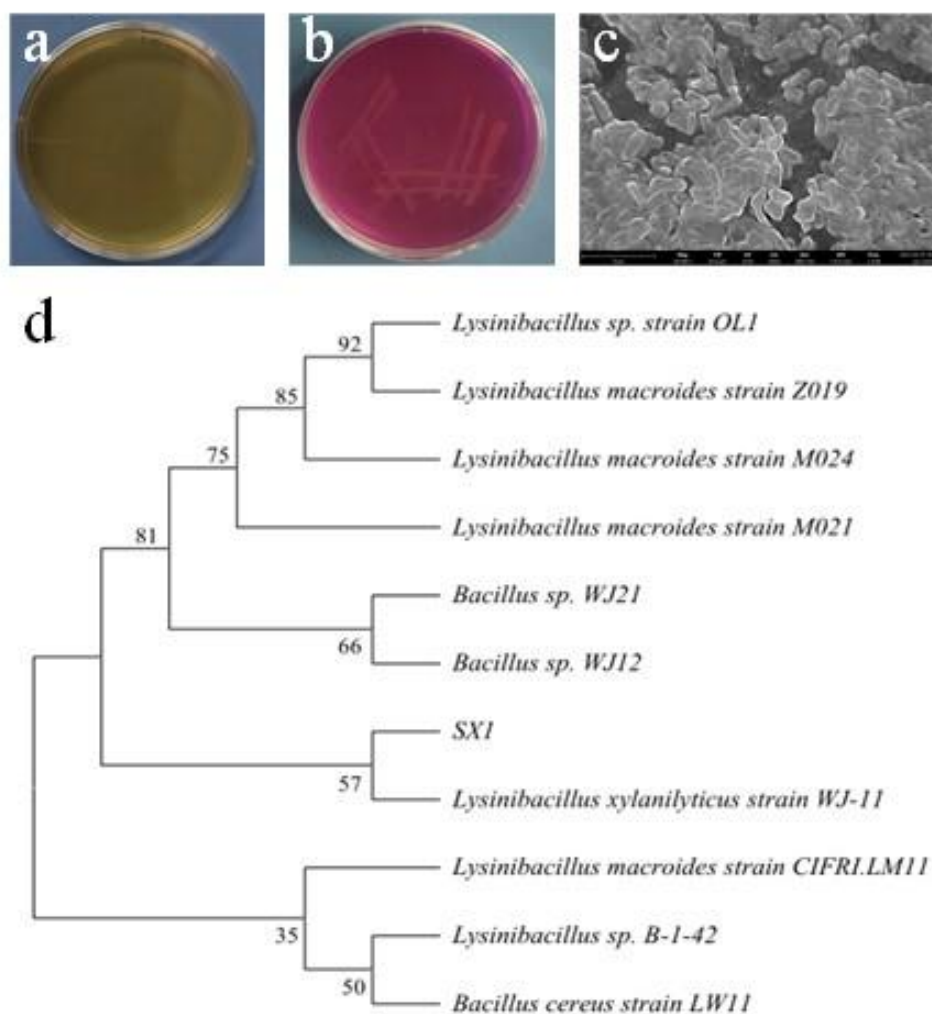 a
b
c
d
Lysinibacillus sp. strain OL1
92
Lysinibacillus macroides strain Z019
85
Lysinibacillus macroides strain M024
75
Lysinibacillus macroides strain M021
81
Bacillus sp. WJ21
66
Bacillus sp. WJ12
SX1
57
Lysinibacillus xylanilyticus strain WJ-11
Lysinibacillus macroides strain CIFRI.LM11
35
Lysinibacillus sp. B-1-42
50
Bacillus cereus strain LW11